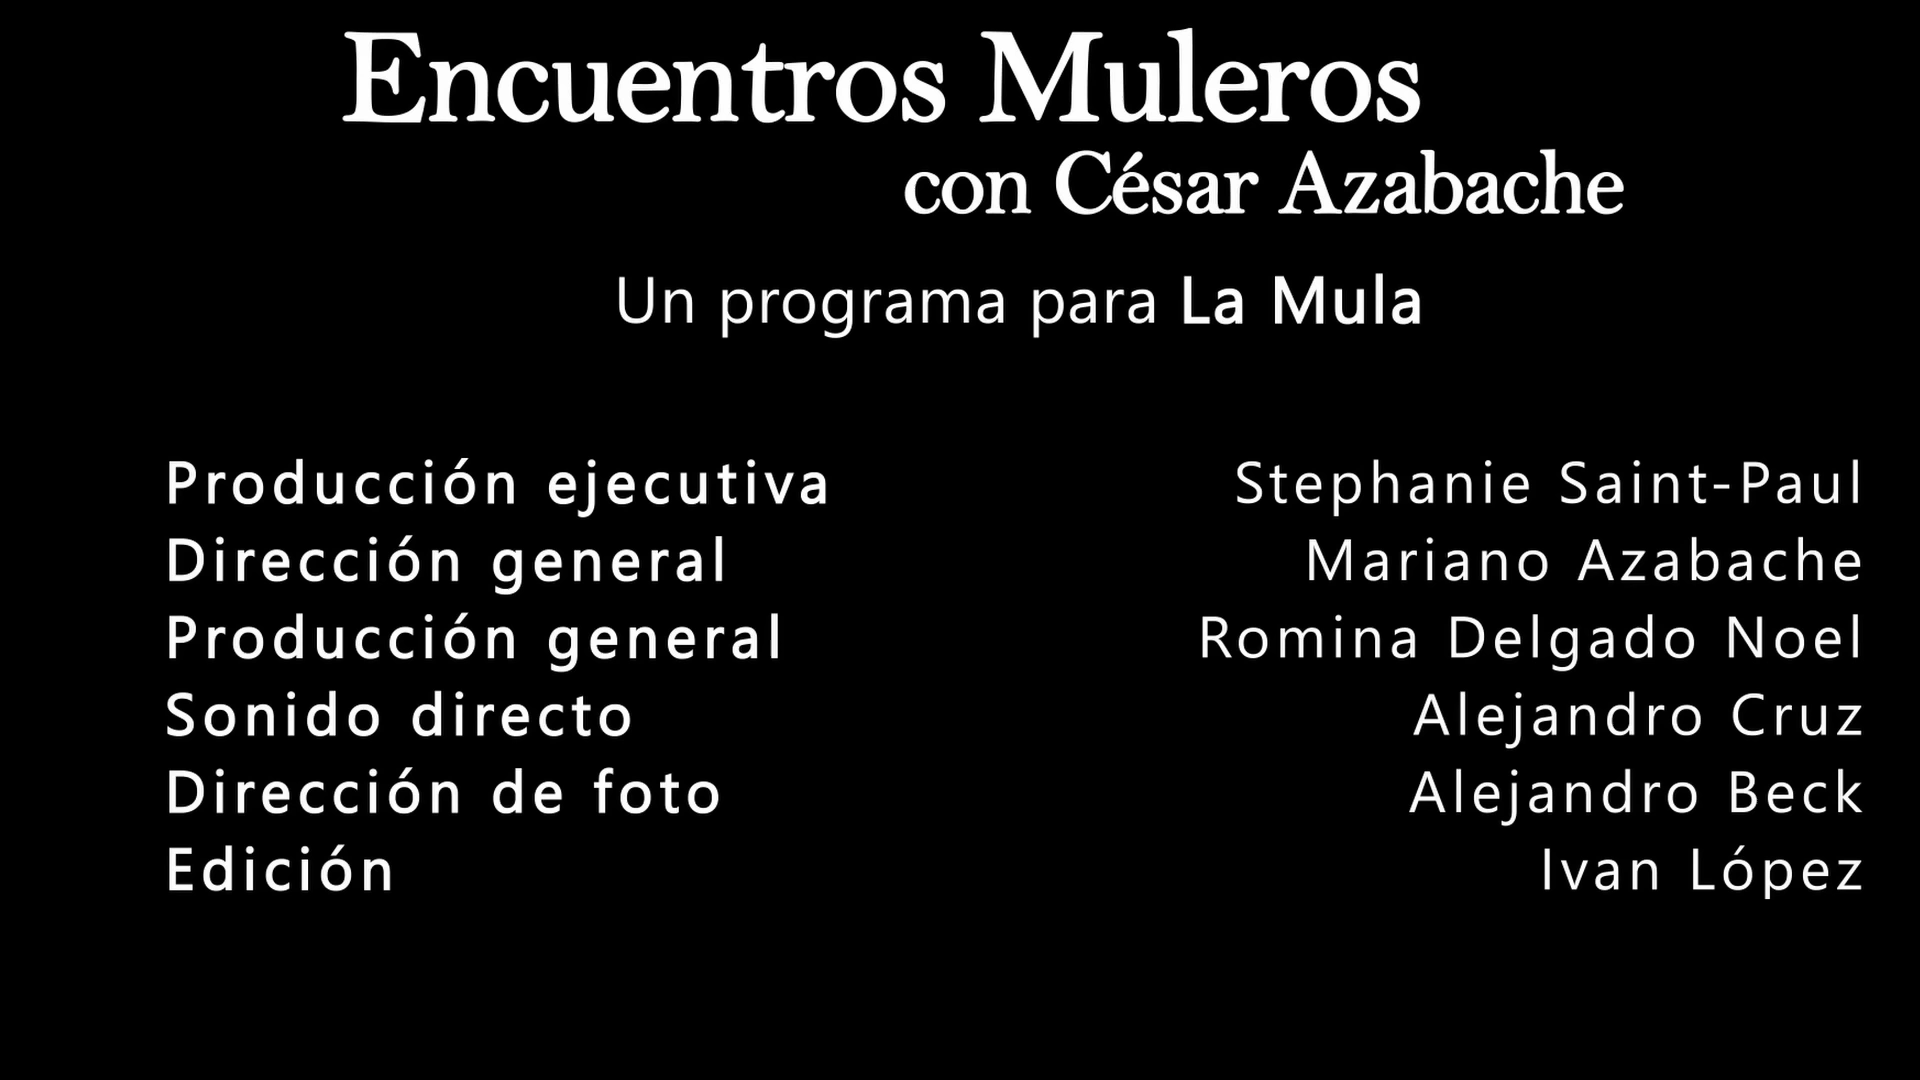 Encuentros Muleros
con César Azabache
Un programa para La Mula
Producción ejecutiva Stephanie Saint-Paul
Dirección general Mariano Azabache
Producción general Romina Delgado Noel
Sonido directo Alejandro Cruz
Dirección de foto Alejandro Beck
Edición Ivan López